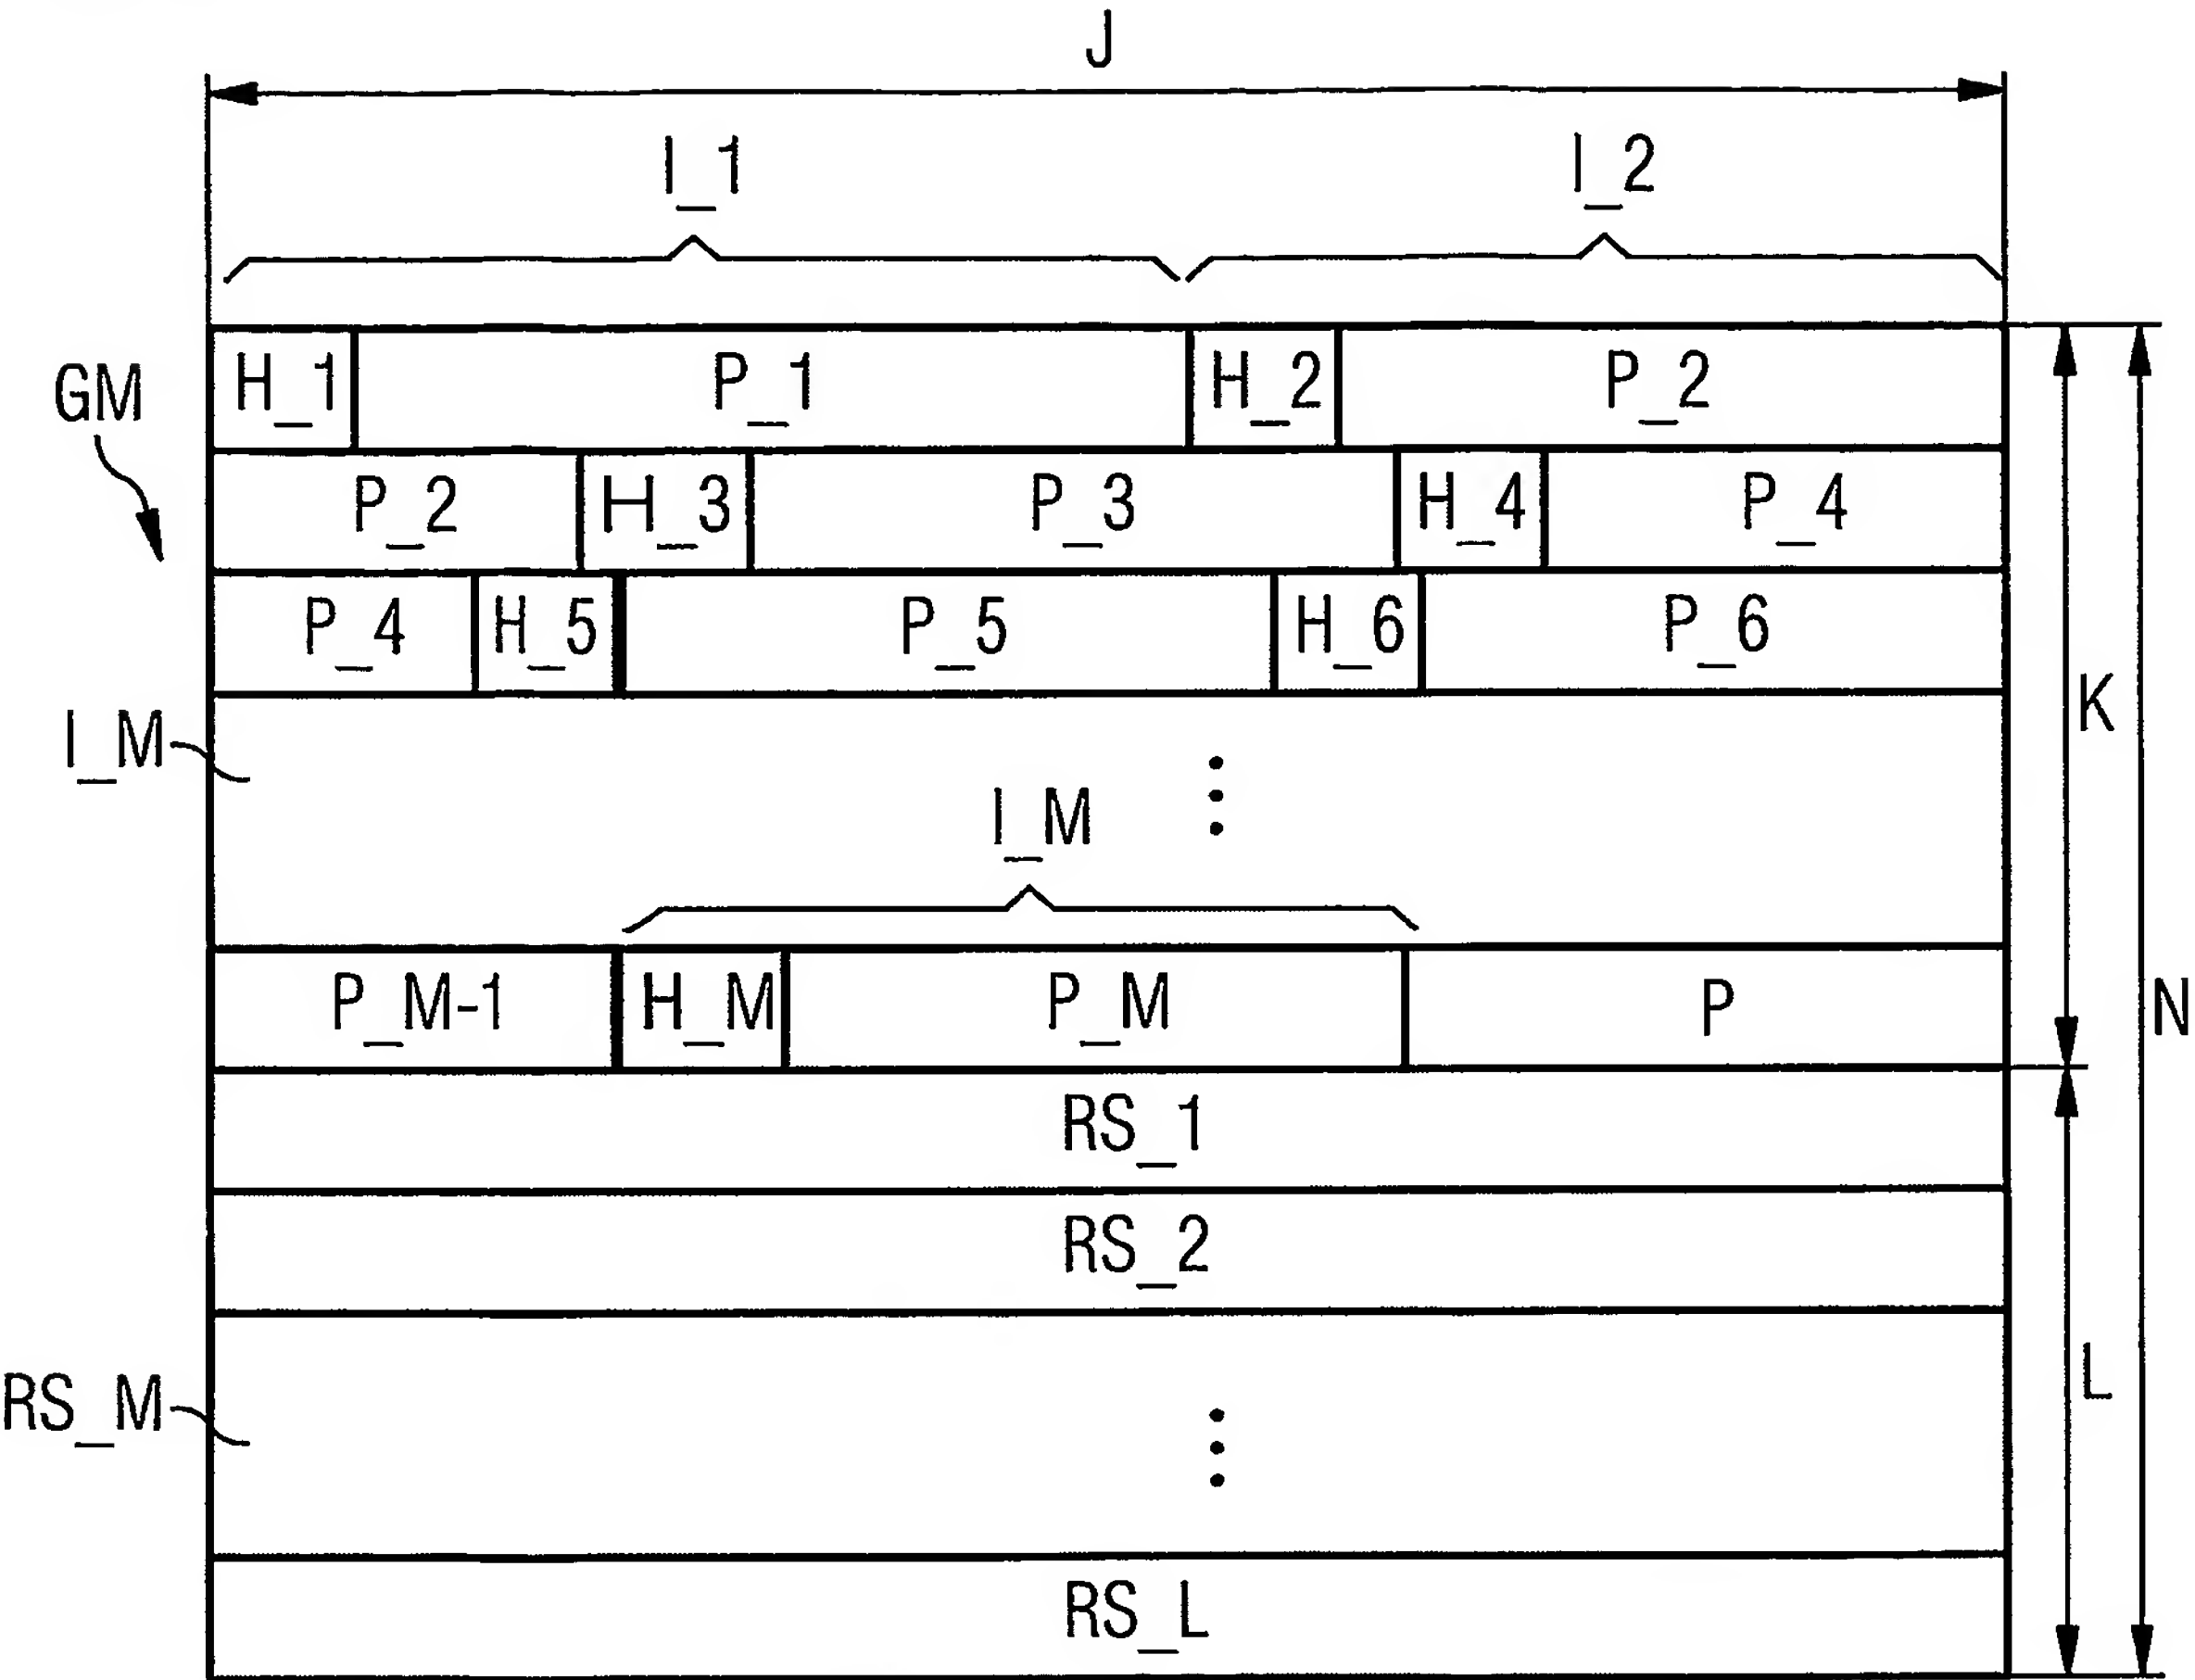 J
I_1 I_2
H_1 P_1 H_2 P_2
GM
P_2 H_3 P_3 H_4 P_4
P_4 H_5 P_5 H_6 P_6
K
I_M
I_M
P_M-1 H_M P_M P
N
RS_1
RS_2
L
RS_M
RS_L